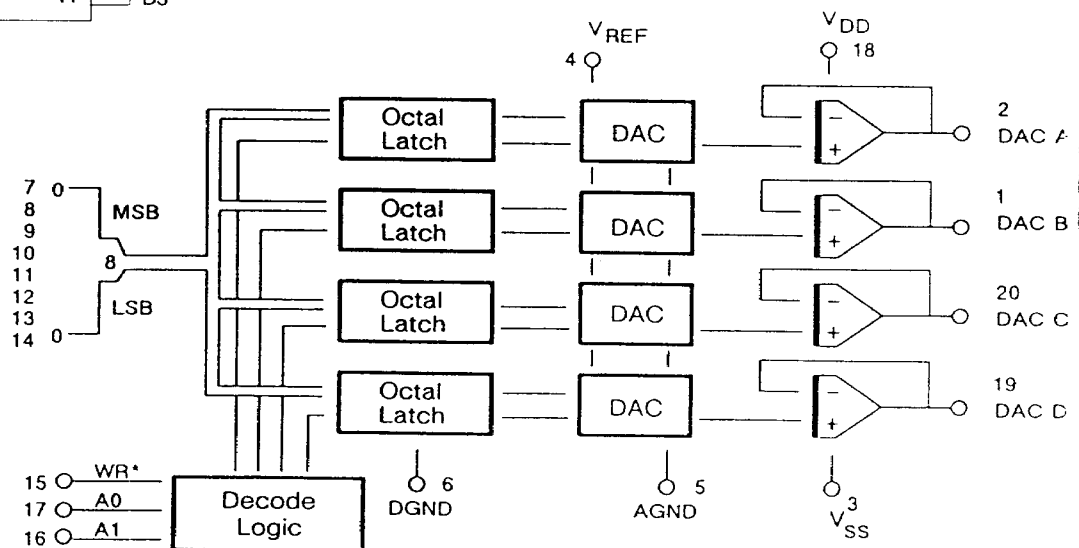 D3
VREF
4
VDD
18
Octal Latch
DAC
2
DAC A
7
8
9
10
11
12
13
14
MSB
8
LSB
Octal Latch
DAC
1
DAC B
Octal Latch
DAC
20
DAC C
Octal Latch
DAC
19
DAC D
− +
− +
− +
− +
15 WR*
17 A0
16 A1
Decode Logic
6
DGND
5
AGND
3
VSS